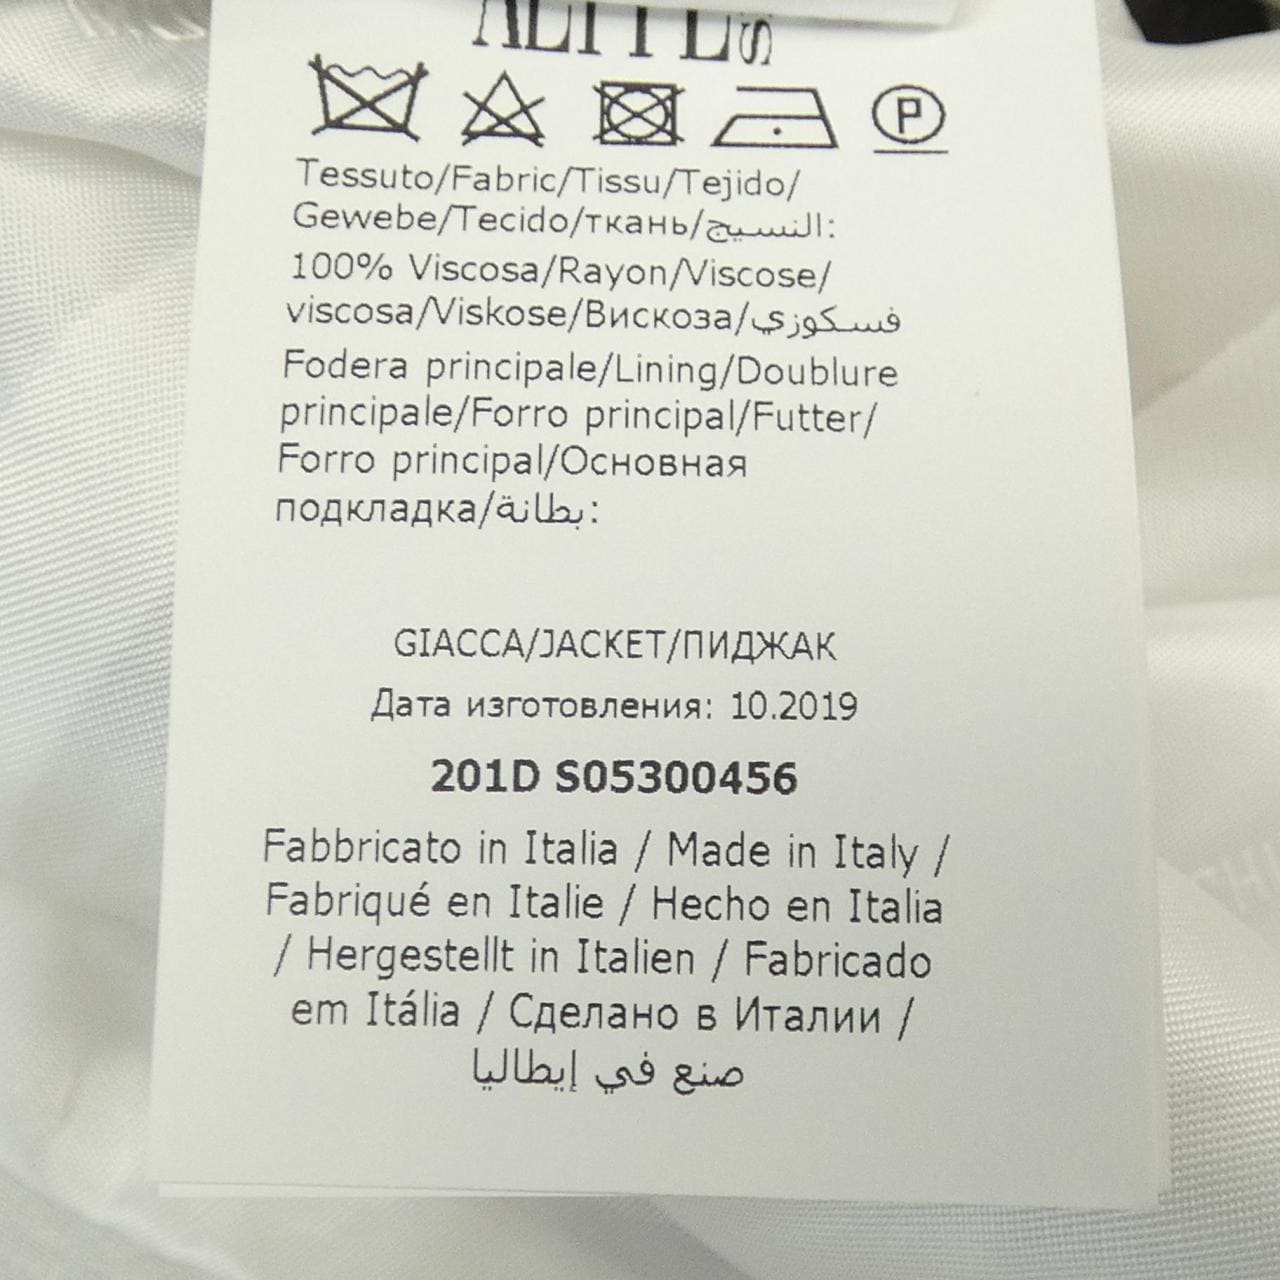 Tessuto/Fabric/Tissu/Tejido/
Gewebe/Tecido/ткань/النسيج:
100% Viscosa/Rayon/Viscose/
viscosa/Viskose/Вискоза/فسكوزي
Fodera principale/Lining/Doublure
principale/Forro principal/Futter/
Forro principal/Основная
подкладка/بطانة:
GIACCA/JACKET/ПИДЖАК
Дата изготовления: 10.2019
201D S05300456
Fabbricato in Italia / Made in Italy /
Fabriqué en Italie / Hecho en Italia
/ Hergestellt in Italien / Fabricado
em Itália / Сделано в Италии /
صنع في إيطاليا